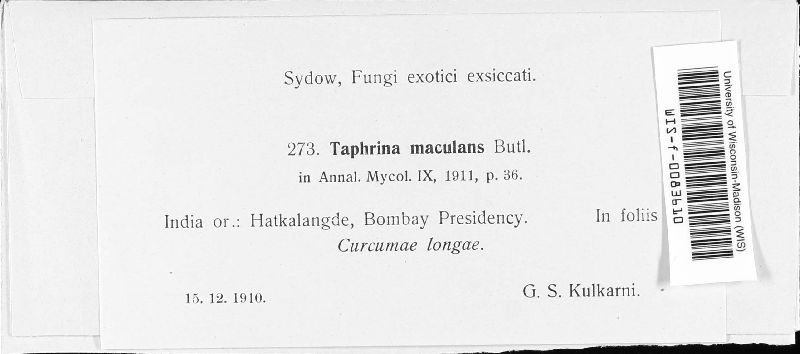 Sydow, Fungi exotici exsiccati.
273. Taphrina maculans Butl.
in Annal. Mycol. IX, 1911, p. 36.
India or.: Hatkalangde, Bombay Presidency. In foliis
Curcumae longae.
15. 12. 1910. G. S. Kulkarni.
University of Wisconsin-Madison (WIS)
WIS-f-0083910